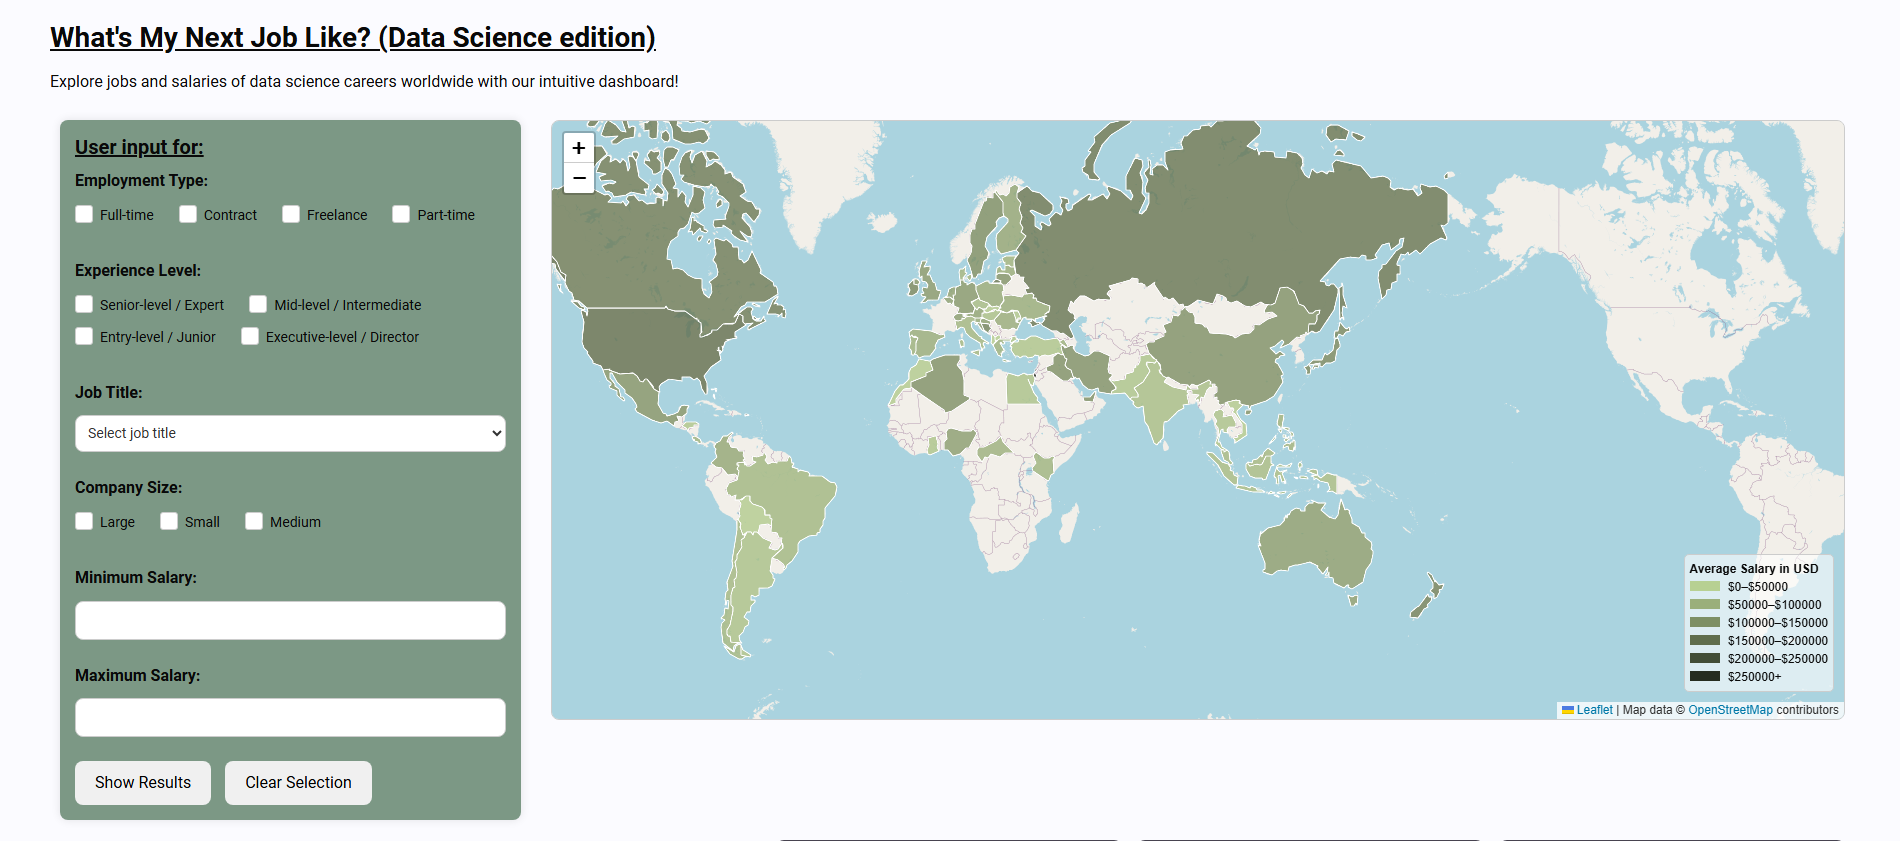 What's My Next Job Like? (Data Science edition)
Explore jobs and salaries of data science careers worldwide with our intuitive dashboard!
User input for:
Employment Type:
Full-time Contract Freelance Part-time
Experience Level:
Senior-level / Expert Mid-level / Intermediate
Entry-level / Junior Executive-level / Director
Job Title:
Select job title
Company Size:
Large Small Medium
Minimum Salary:
Maximum Salary:
Show Results Clear Selection
+
−
Average Salary in USD
$0–$50000
$50000–$100000
$100000–$150000
$150000–$200000
$200000–$250000
$250000+
Leaflet | Map data © OpenStreetMap contributors